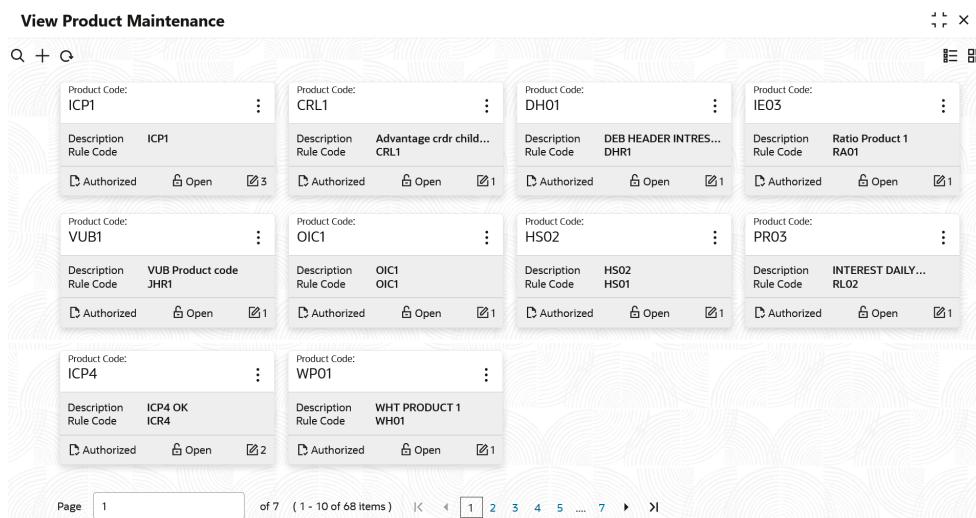 View Product Maintenance
Product Code: Product Code: Product Code: Product Code:
ICP1 CRL1 DH01 IE03
Description ICP1 Description Advantage crdr child... Description DEB HEADER INTRES... Description Ratio Product 1
Rule Code Rule Code CRL1 Rule Code DHR1 Rule Code RA01
Authorized Open 3 Authorized Open 1 Authorized Open 1 Authorized Open 1
Product Code: Product Code: Product Code: Product Code:
VUB1 OIC1 HS02 PR03
Description VUB Product code Description OIC1 Description HS02 Description INTEREST DAILY...
Rule Code JHR1 Rule Code OIC1 Rule Code HS01 Rule Code RL02
Authorized Open 1 Authorized Open 1 Authorized Open 1 Authorized Open 1
Product Code: Product Code:
ICP4 WP01
Description ICP4 OK Description WHT PRODUCT 1
Rule Code ICR4 Rule Code WH01
Authorized Open 2 Authorized Open 1
Page 1 of 7 (1 - 10 of 68 items) 1 2 3 4 5 .... 7